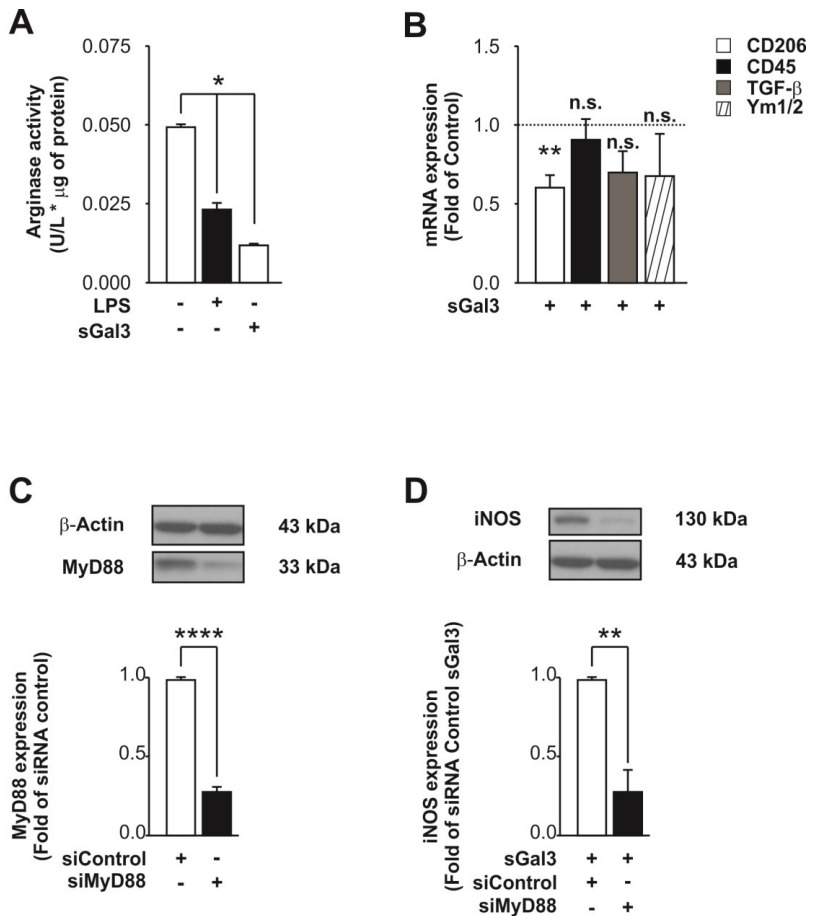 A
Arginase activity
(U/L * μg of protein)
0.075
0.050
0.025
0.000
*
LPS - + -
sGal3 - - +
B
mRNA expression
(Fold of Control)
1.5
1.0
0.5
0.0
**
n.s.
n.s.
n.s.
sGal3 + + + +
CD206
CD45
TGF-β
Ym1/2
C
β-Actin 43 kDa
MyD88 33 kDa
MyD88 expression
(Fold of siRNA control)
1.0
0.5
0.0
****
siControl + -
siMyD88 - +
D
iNOS 130 kDa
β-Actin 43 kDa
iNOS expression
(Fold of siRNA Control sGal3)
1.0
0.5
0.0
**
sGal3 + +
siControl + -
siMyD88 - +